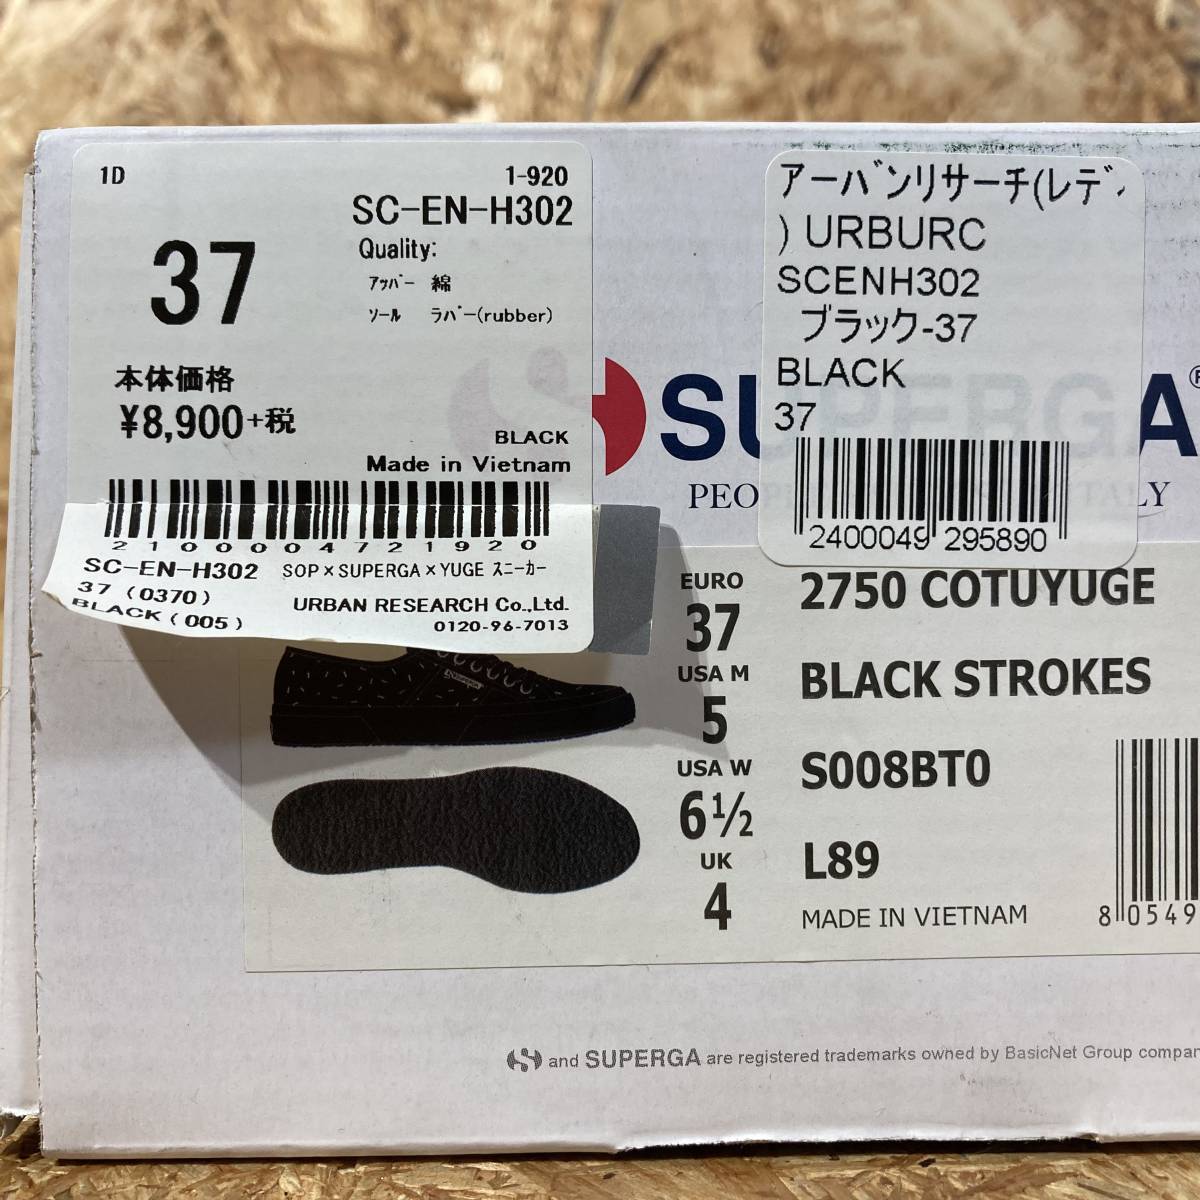 1D
1-920
SC-EN-H302
37
Quality:
アッパー 綿
ソール ラバー(rubber)
本体価格
¥8,900+税
BLACK
Made in Vietnam
2100004721920
SC-EN-H302 SOP×SUPERGA×YUGE スニーカー
37 (0370)
BLACK (005)
URBAN RESEARCH Co.,Ltd.
0120-96-7013
アーバンリサーチ(レデ
) URBURC
SCENH302
ブラック-37
BLACK
37
2400049 295890
SUPERGA®
EURO
37
USA M
5
USA W
6½
UK
4
2750 COTUYUGE
BLACK STROKES
S008BT0
L89
MADE IN VIETNAM
8 0549
and SUPERGA are registered trademarks owned by BasicNet Group